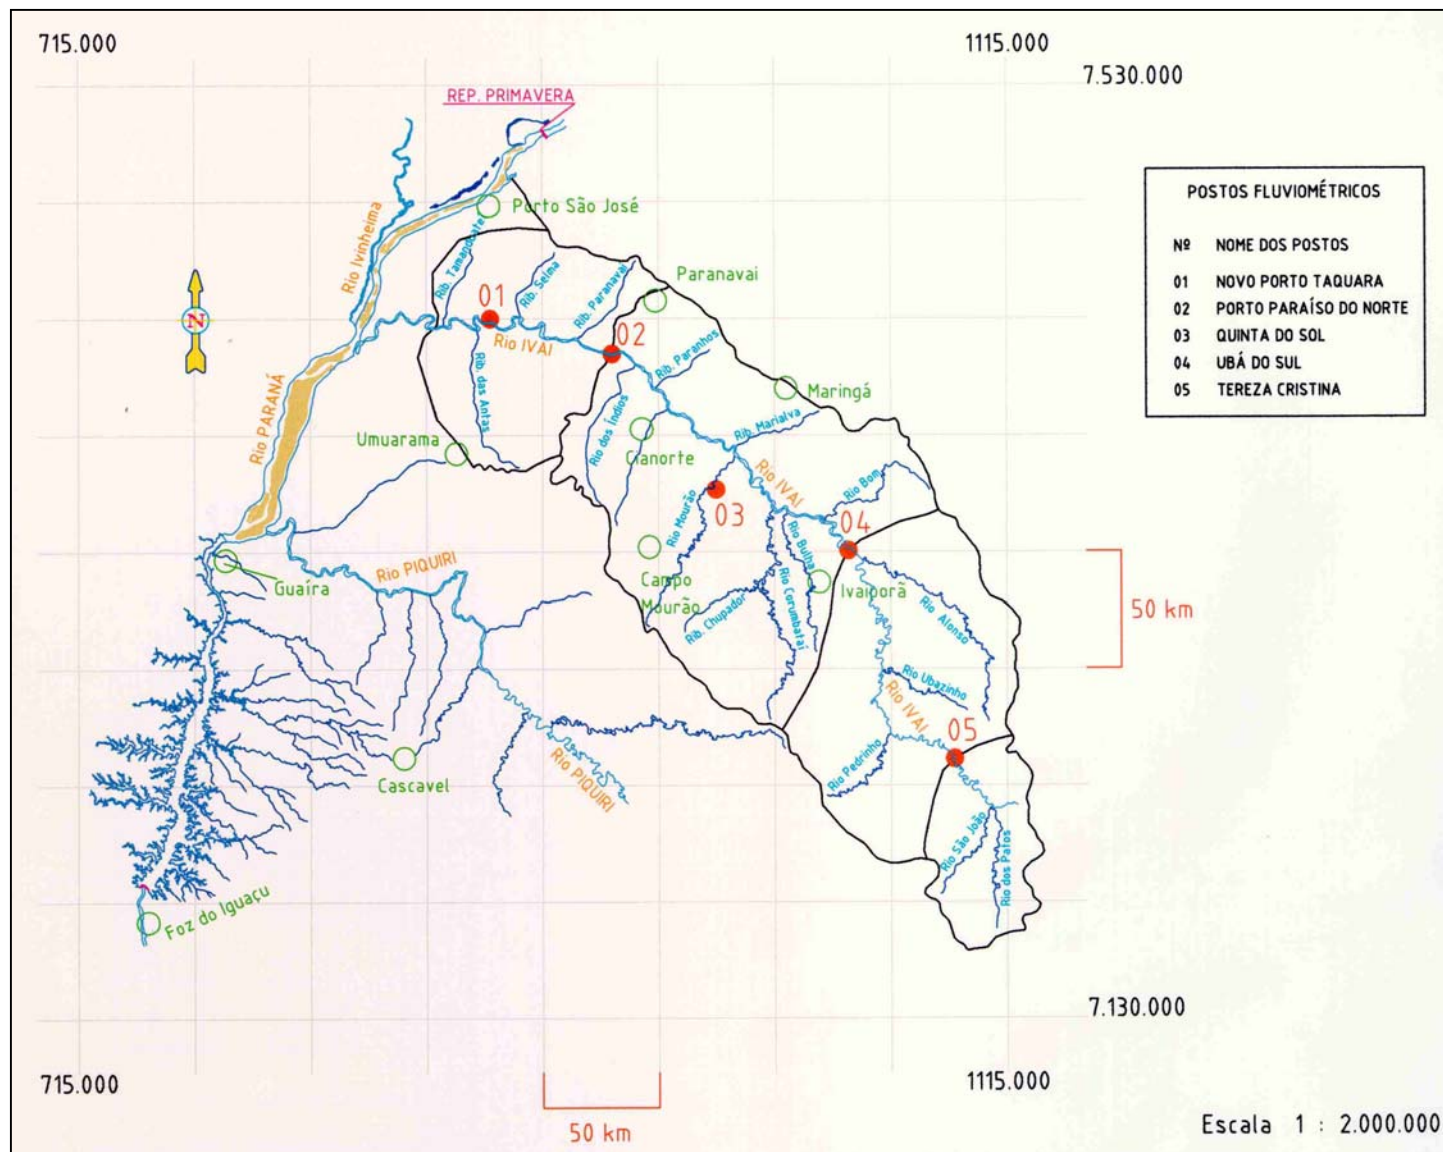 715.000
1115.000
7.530.000
REP. PRIMAVERA
POSTOS FLUVIOMÉTRICOS
Nº NOME DOS POSTOS
01 NOVO PORTO TAQUARA
02 PORTO PARAÍSO DO NORTE
03 QUINTA DO SOL
04 UBÁ DO SUL
05 TEREZA CRISTINA
Porto São José
Rio Ivinheima
Rib. Selma
Rib. Paranavaí
Paranavai
N
01
02
Rio IVAI
Rib. Paranhos
Rib. das Antas
Rio PARANÁ
Maringá
Umuarama
Rio dos Índios
Cianorte
Rib. Marialva
Rio IVAI
Rio Bom
Rio Mourão
03
04
Rio Bulha
Rio PIQUIRI
Guaíra
Campo
Mourão
Rib. Chupador
Rio Corumbataí
Ivaiporã
Rio
Alonso
50 km
Rio Ubazinho
Rio IVAI
05
Rio Pedrinho
Rio PIQUIRI
Cascavel
Rio São João
Rio dos Patos
Foz do Iguaçu
7.130.000
715.000
1115.000
50 km
Escala 1 : 2.000.000